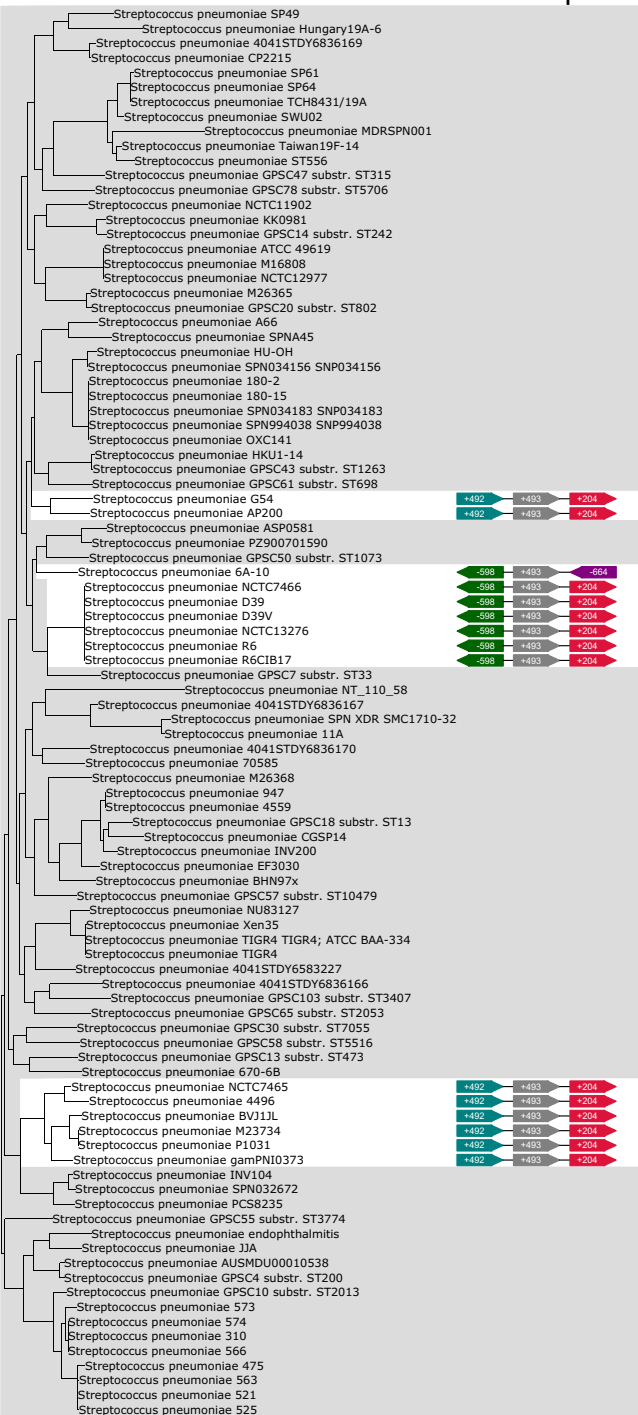 Streptococcus pneumoniae SP49
Streptococcus pneumoniae Hungary19A-6
Streptococcus pneumoniae 4041STDY6836169
Streptococcus pneumoniae CP2215
Streptococcus pneumoniae SP61
Streptococcus pneumoniae SP64
Streptococcus pneumoniae TCH8431/19A
Streptococcus pneumoniae SWU02
Streptococcus pneumoniae MDRSPN001
Streptococcus pneumoniae Taiwan19F-14
Streptococcus pneumoniae ST556
Streptococcus pneumoniae GPSC47 substr. ST315
Streptococcus pneumoniae GPSC78 substr. ST5706
Streptococcus pneumoniae NCTC11902
Streptococcus pneumoniae KK0981
Streptococcus pneumoniae GPSC14 substr. ST242
Streptococcus pneumoniae ATCC 49619
Streptococcus pneumoniae M16808
Streptococcus pneumoniae NCTC12977
Streptococcus pneumoniae M26365
Streptococcus pneumoniae GPSC20 substr. ST802
Streptococcus pneumoniae A66
Streptococcus pneumoniae SPNA45
Streptococcus pneumoniae HU-OH
Streptococcus pneumoniae SPN034156 SNP034156
Streptococcus pneumoniae 180-2
Streptococcus pneumoniae 180-15
Streptococcus pneumoniae SPN034183 SNP034183
Streptococcus pneumoniae SPN994038 SNP994038
Streptococcus pneumoniae OXC141
Streptococcus pneumoniae HKU1-14
Streptococcus pneumoniae GPSC43 substr. ST1263
Streptococcus pneumoniae GPSC61 substr. ST698
Streptococcus pneumoniae G54 +492 +493 +204
Streptococcus pneumoniae AP200 +492 +493 +204
Streptococcus pneumoniae ASP0581
Streptococcus pneumoniae PZ900701590
Streptococcus pneumoniae GPSC50 substr. ST1073
Streptococcus pneumoniae 6A-10 -598 +493 -664
Streptococcus pneumoniae NCTC7466 -598 +493 +204
Streptococcus pneumoniae D39 -598 +493 +204
Streptococcus pneumoniae D39V -598 +493 +204
Streptococcus pneumoniae NCTC13276 -598 +493 +204
Streptococcus pneumoniae R6 -598 +493 +204
Streptococcus pneumoniae R6CIB17 -598 +493 +204
Streptococcus pneumoniae GPSC7 substr. ST33
Streptococcus pneumoniae NT_110_58
Streptococcus pneumoniae 4041STDY6836167
Streptococcus pneumoniae SPN XDR SMC1710-32
Streptococcus pneumoniae 11A
Streptococcus pneumoniae 4041STDY6836170
Streptococcus pneumoniae 70585
Streptococcus pneumoniae M26368
Streptococcus pneumoniae 947
Streptococcus pneumoniae 4559
Streptococcus pneumoniae GPSC18 substr. ST13
Streptococcus pneumoniae CGSP14
Streptococcus pneumoniae INV200
Streptococcus pneumoniae EF3030
Streptococcus pneumoniae BHN97x
Streptococcus pneumoniae GPSC57 substr. ST10479
Streptococcus pneumoniae NU83127
Streptococcus pneumoniae Xen35
Streptococcus pneumoniae TIGR4 TIGR4; ATCC BAA-334
Streptococcus pneumoniae TIGR4
Streptococcus pneumoniae 4041STDY6583227
Streptococcus pneumoniae 4041STDY6836166
Streptococcus pneumoniae GPSC103 substr. ST3407
Streptococcus pneumoniae GPSC65 substr. ST2053
Streptococcus pneumoniae GPSC30 substr. ST7055
Streptococcus pneumoniae GPSC58 substr. ST5516
Streptococcus pneumoniae GPSC13 substr. ST473
Streptococcus pneumoniae 670-6B
Streptococcus pneumoniae NCTC7465 +492 +493 +204
Streptococcus pneumoniae 4496 +492 +493 +204
Streptococcus pneumoniae BVJ1JL +492 +493 +204
Streptococcus pneumoniae M23734 +492 +493 +204
Streptococcus pneumoniae P1031 +492 +493 +204
Streptococcus pneumoniae gamPNI0373 +492 +493 +204
Streptococcus pneumoniae INV104
Streptococcus pneumoniae SPN032672
Streptococcus pneumoniae PCS8235
Streptococcus pneumoniae GPSC55 substr. ST3774
Streptococcus pneumoniae endophthalmitis
Streptococcus pneumoniae JJA
Streptococcus pneumoniae AUSMDU00010538
Streptococcus pneumoniae GPSC4 substr. ST200
Streptococcus pneumoniae GPSC10 substr. ST2013
Streptococcus pneumoniae 573
Streptococcus pneumoniae 574
Streptococcus pneumoniae 310
Streptococcus pneumoniae 566
Streptococcus pneumoniae 475
Streptococcus pneumoniae 563
Streptococcus pneumoniae 521
Streptococcus pneumoniae 525